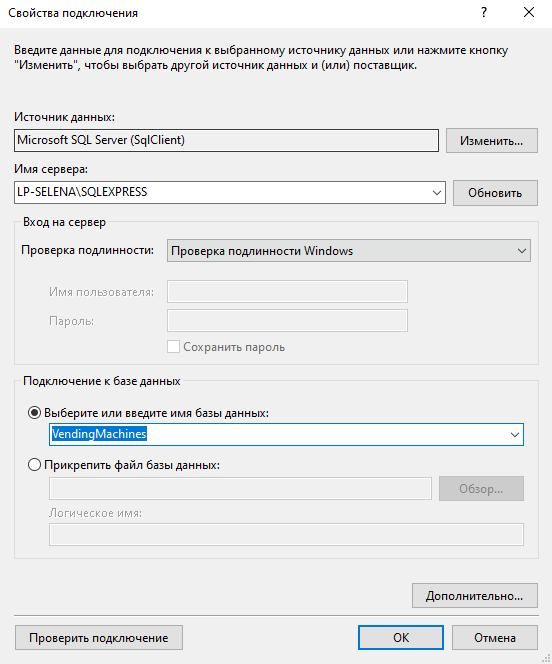 Свойства подключения
?
Введите данные для подключения к выбранному источнику данных или нажмите кнопку
"Изменить", чтобы выбрать другой источник данных и (или) поставщик.
Источник данных:
Microsoft SQL Server (SqlClient)
Изменить...
Имя сервера:
LP-SELENA\SQLEXPRESS
Обновить
Вход на сервер
Проверка подлинности:
Проверка подлинности Windows
Имя пользователя:
Пароль:
Сохранить пароль
Подключение к базе данных
Выберите или введите имя базы данных:
VendingMachines
Прикрепить файл базы данных:
Обзор...
Логическое имя:
Дополнительно...
Проверить подключение
ОК
Отмена